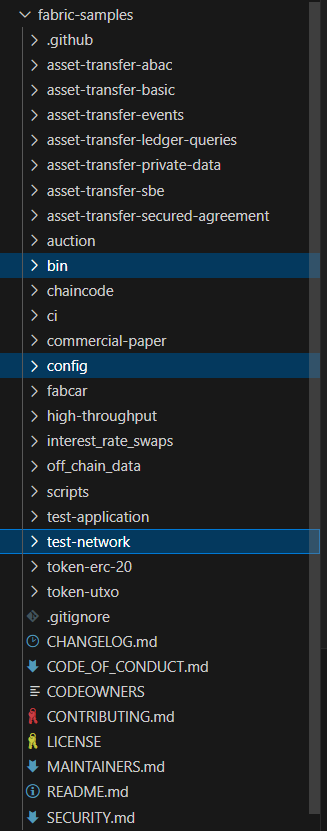 fabric-samples
.github
asset-transfer-abac
asset-transfer-basic
asset-transfer-events
asset-transfer-ledger-queries
asset-transfer-private-data
asset-transfer-sbe
asset-transfer-secured-agreement
auction
bin
chaincode
ci
commercial-paper
config
fabcar
high-throughput
interest_rate_swaps
off_chain_data
scripts
test-application
test-network
token-erc-20
token-utxo
.gitignore
CHANGELOG.md
CODE_OF_CONDUCT.md
CODEOWNERS
CONTRIBUTING.md
LICENSE
MAINTAINERS.md
README.md
SECURITY.md